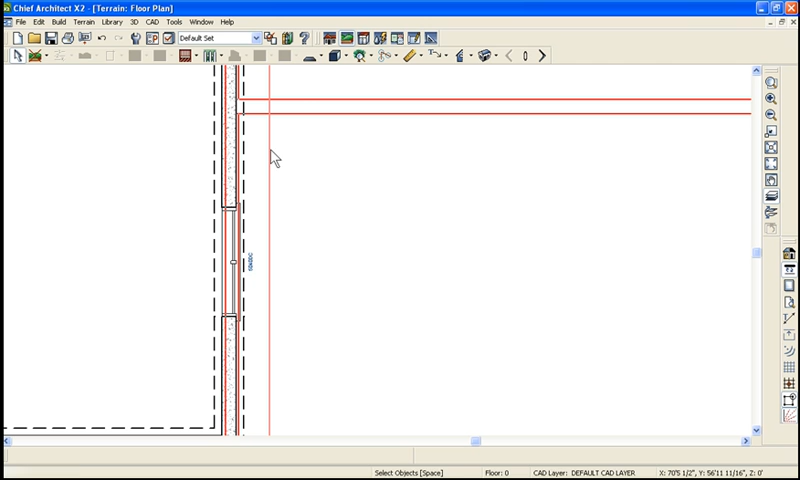 Chief Architect X2 - [Terrain: Floor Plan]
File Edit Build Terrain Library 3D CAD Tools Window Help
Default Set
0
Select Objects [Space] Floor: 0 CAD Layer: DEFAULT CAD LAYER X: 70'5 1/2", Y: 56'11 11/16", Z: 0'